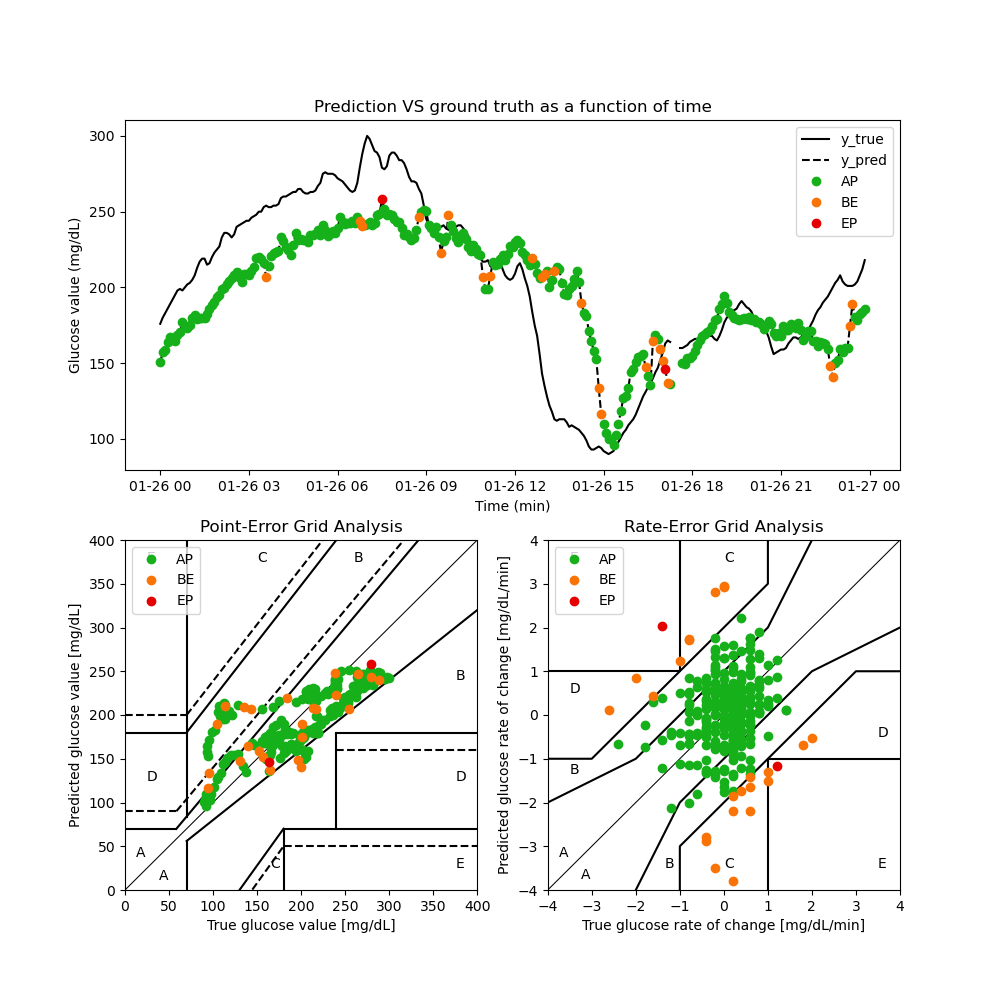 Prediction VS ground truth as a function of time
300
250
200
150
100
Glucose value (mg/dL)
y_true
y_pred
AP
BE
EP
01-26 00 01-26 03 01-26 06 01-26 09 01-26 12 01-26 15 01-26 18 01-26 21 01-27 00
Time (min)
Point-Error Grid Analysis
400
350
300
250
200
150
100
50
0
Predicted glucose value [mg/dL]
AP
BE
EP
C B
B
D D
A
A
C E
0 50 100 150 200 250 300 350 400
True glucose value [mg/dL]
Rate-Error Grid Analysis
4
3
2
1
0
−1
−2
−3
−4
Predicted glucose rate of change [mg/dL/min]
AP
BE
EP
C
D
D
B
A
A
B C E
−4 −3 −2 −1 0 1 2 3 4
True glucose rate of change [mg/dL/min]